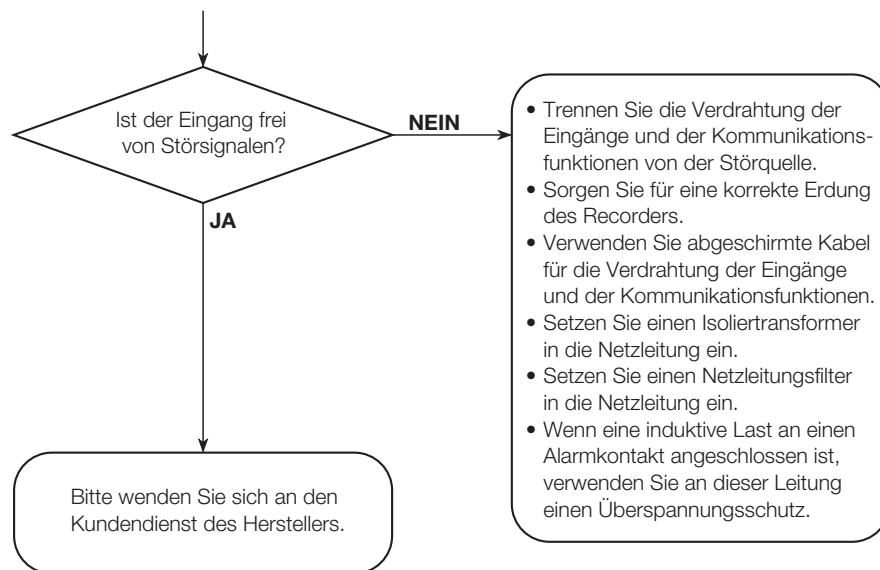 Ist der Eingang frei
von Störsignalen?
NEIN
JA
• Trennen Sie die Verdrahtung der
Eingänge und der Kommunikations-
funktionen von der Störquelle.
• Sorgen Sie für eine korrekte Erdung
des Recorders.
• Verwenden Sie abgeschirmte Kabel
für die Verdrahtung der Eingänge
und der Kommunikationsfunktionen.
• Setzen Sie einen Isoliertransformer
in die Netzleitung ein.
• Setzen Sie einen Netzleitungsfilter
in die Netzleitung ein.
• Wenn eine induktive Last an einen
Alarmkontakt angeschlossen ist,
verwenden Sie an dieser Leitung
einen Überspannungsschutz.
Bitte wenden Sie sich an den
Kundendienst des Herstellers.